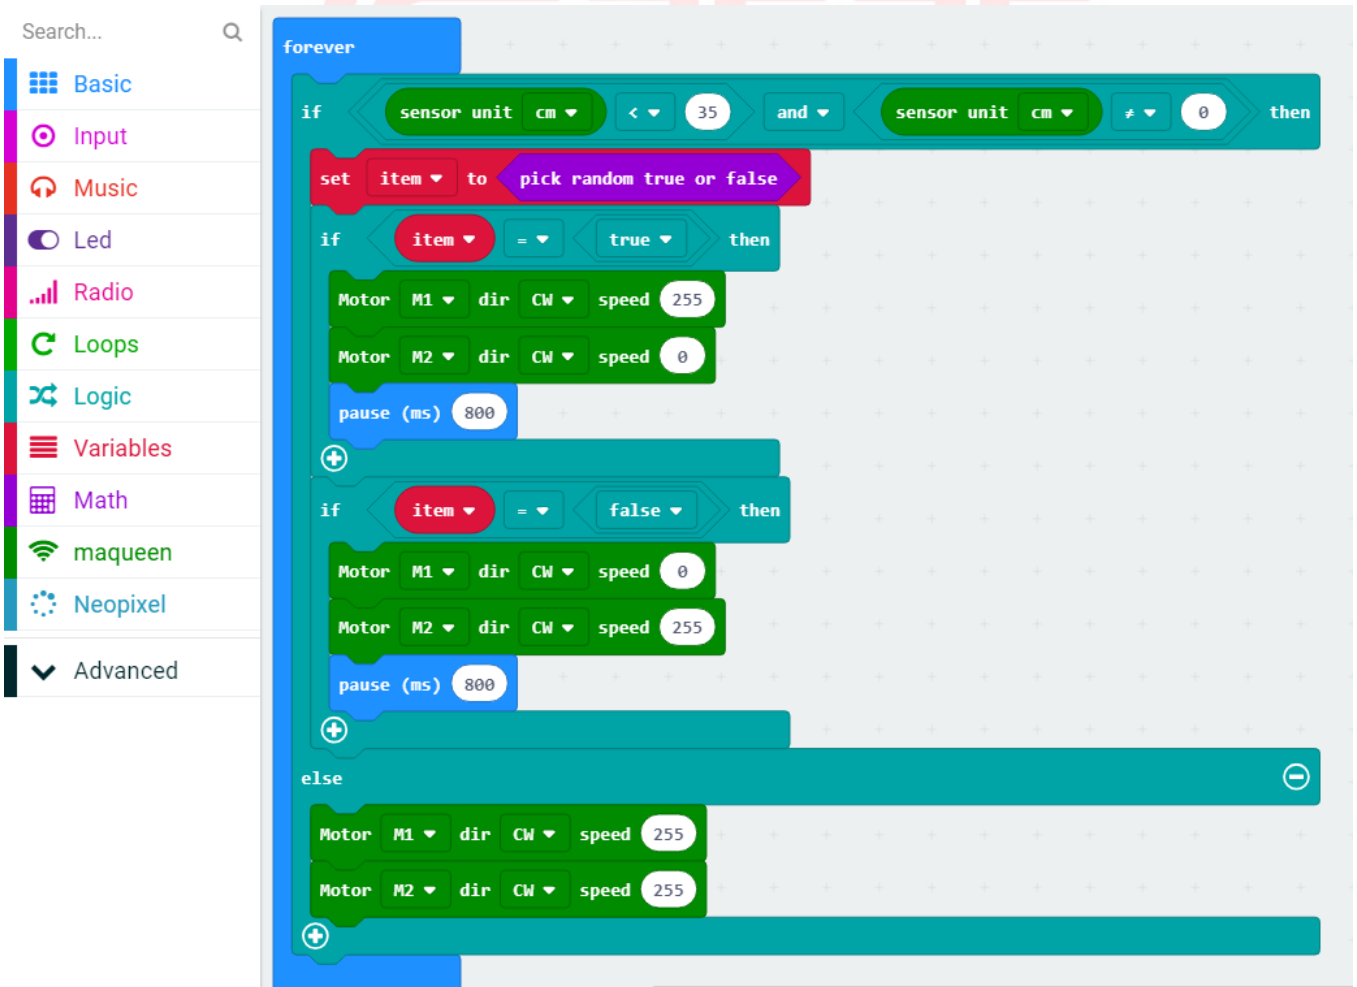 Search...
Basic
Input
Music
Led
Radio
Loops
Logic
Variables
Math
maqueen
Neopixel
Advanced
forever
if sensor unit cm < 35 and sensor unit cm ≠ 0 then
set item to pick random true or false
if item = true then
Motor M1 dir CW speed 255
Motor M2 dir CW speed 0
pause (ms) 800
if item = false then
Motor M1 dir CW speed 0
Motor M2 dir CW speed 255
pause (ms) 800
else
Motor M1 dir CW speed 255
Motor M2 dir CW speed 255